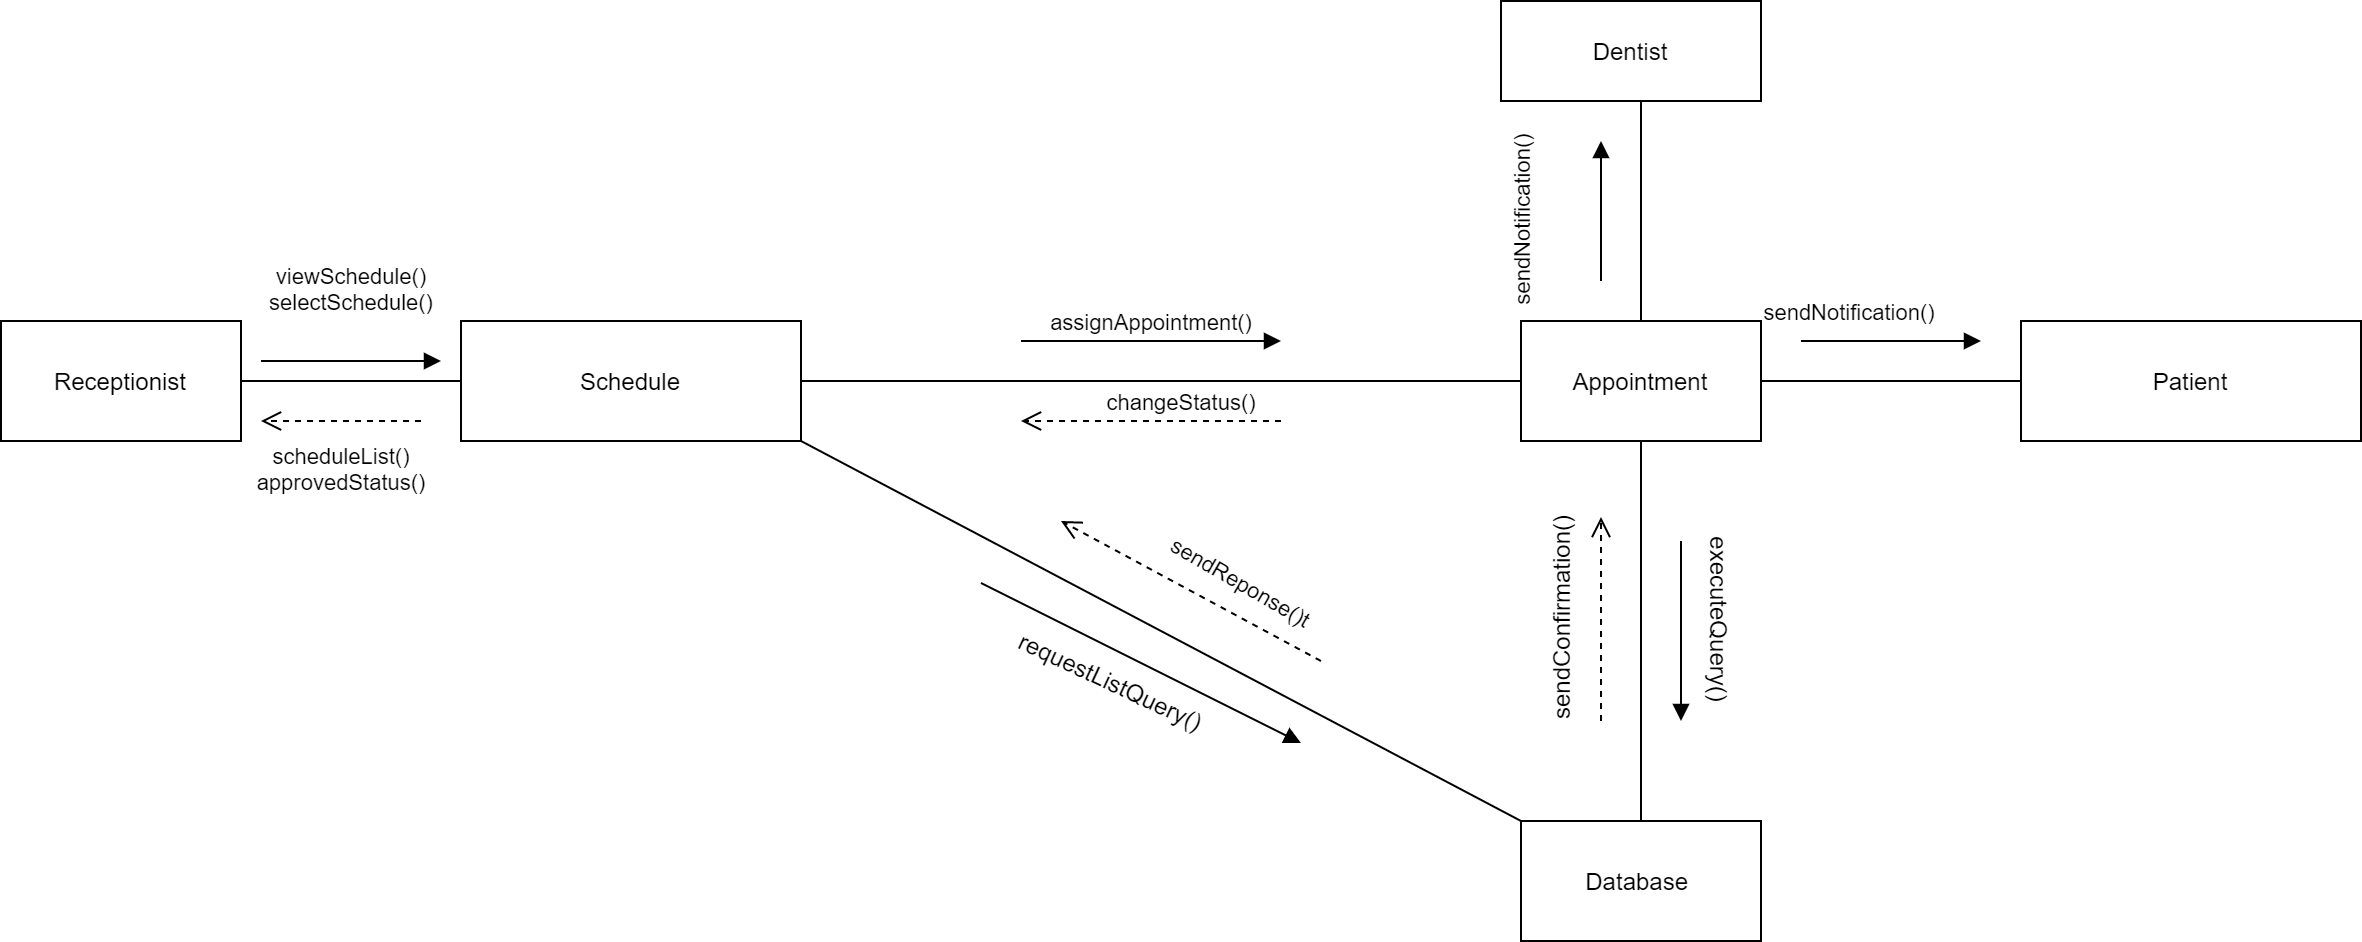 Dentist
sendNotification()
viewSchedule()
selectSchedule()
assignAppointment()
sendNotification()
Receptionist
Schedule
Appointment
Patient
changeStatus()
scheduleList()
approvedStatus()
sendReponse()t
requestListQuery()
sendConfirmation()
executeQuery()
Database